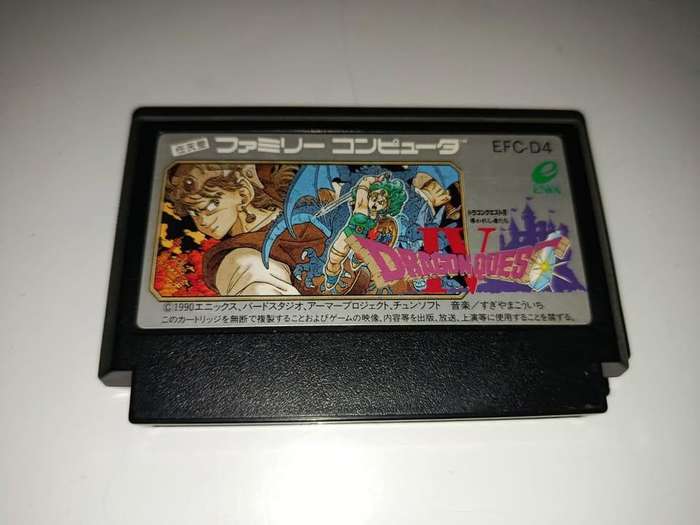 任天堂 ファミリー コンピュータ EFC-D4
ENIX
ドラゴンクエストIV
導かれし者たち
IV
DRAGON QUEST
©1990エニックス、バードスタジオ、アーマープロジェクト、チュンソフト 音楽／すぎやまこういち
このカートリッジを無断で複製することおよびゲームの映像、内容等を出版、放送、上演等に使用することを禁ずる。